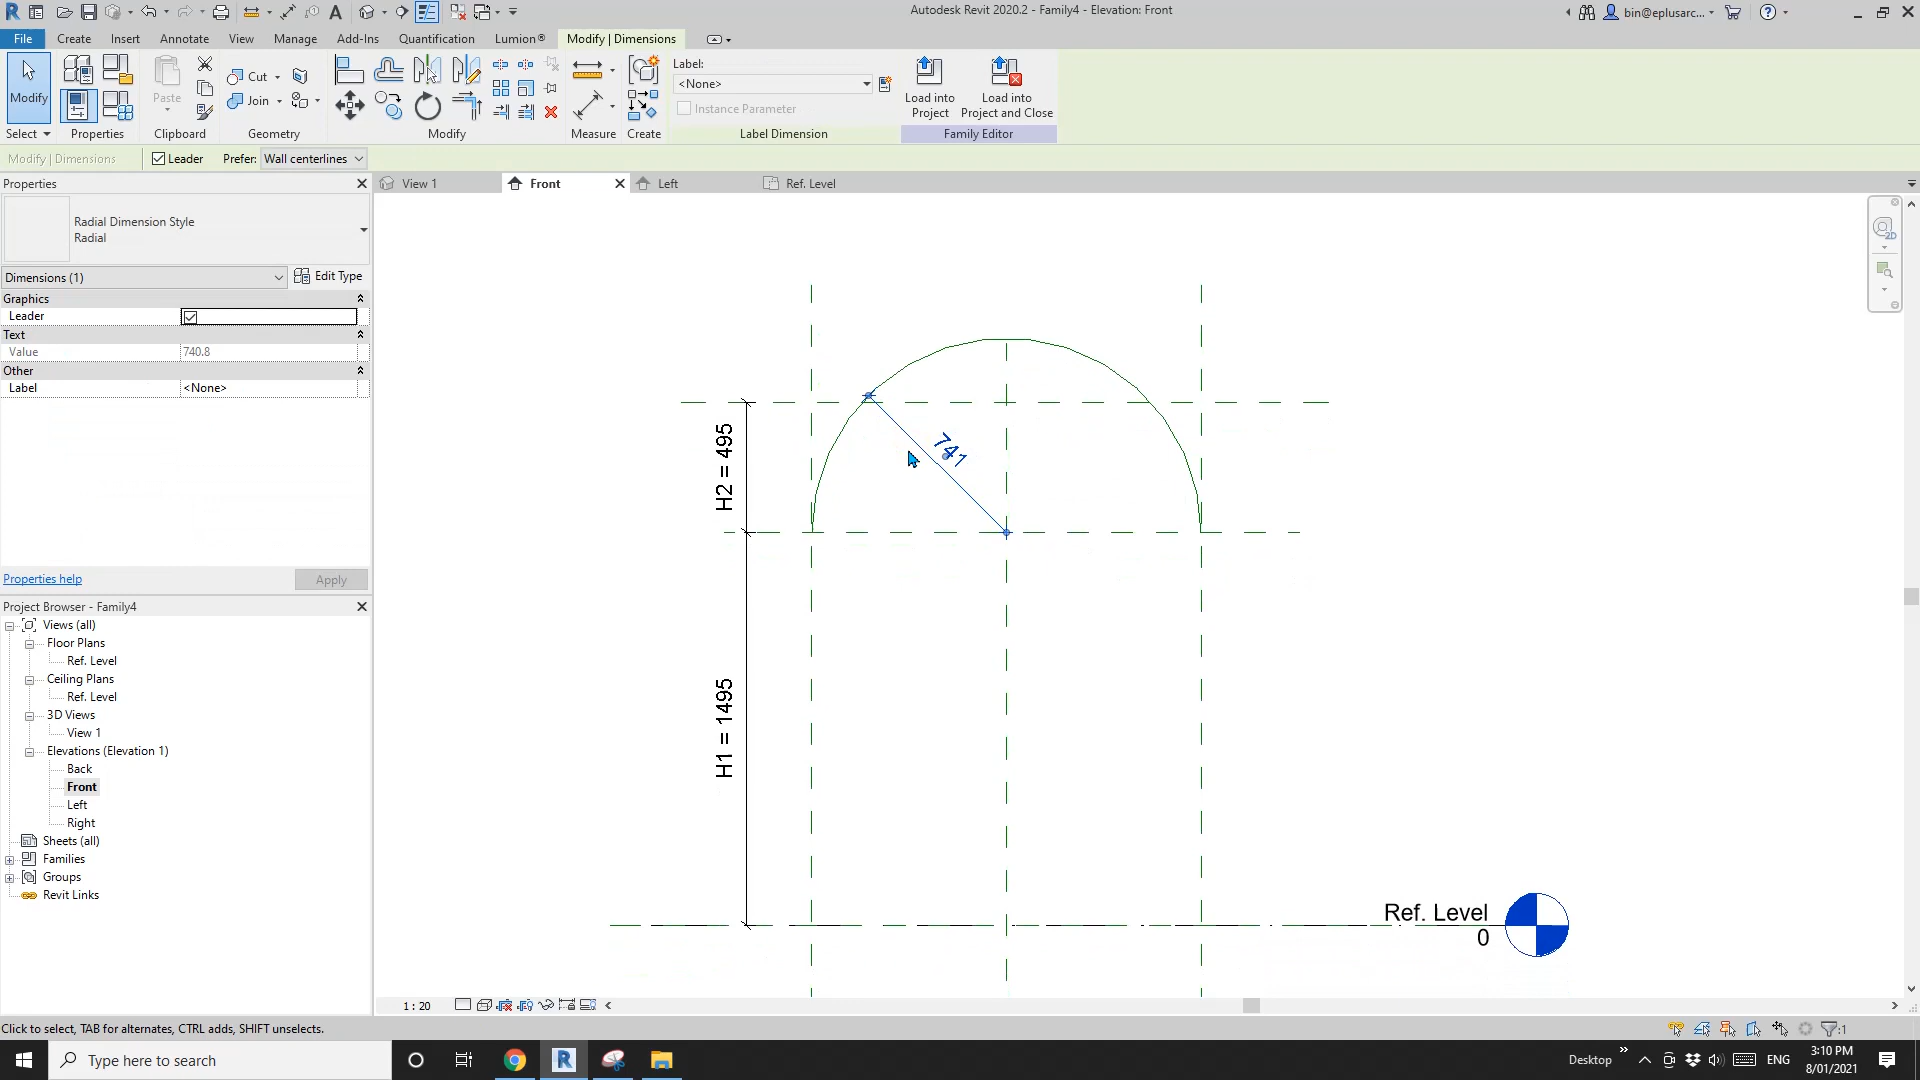 Autodesk Revit 2020.2 - Family4 - Elevation: Front
bin@eplusarc...
File Create Insert Annotate View Manage Add-Ins Quantification Lumion® Modify | Dimensions
Modify
Select
Properties
Paste
Clipboard
Cut
Join
Geometry
Modify
Measure
Create
Label:
<None>
Instance Parameter
Label Dimension
Load into
Project
Load into
Project and Close
Family Editor
Modify | Dimensions
Leader
Prefer: Wall centerlines
Properties
View 1
Front
Left
Ref. Level
Radial Dimension Style
Radial
Dimensions (1)
Edit Type
Graphics
Leader
Text
Value 740.8
Other
Label <None>
Properties help
Apply
Project Browser - Family4
Views (all)
Floor Plans
Ref. Level
Ceiling Plans
Ref. Level
3D Views
View 1
Elevations (Elevation 1)
Back
Front
Left
Right
Sheets (all)
Families
Groups
Revit Links
H2 = 495
741
H1 = 1495
Ref. Level
0
2D
1 : 20
Click to select, TAB for alternates, CTRL adds, SHIFT unselects.
:1
Type here to search
Desktop
ENG
3:10 PM
8/01/2021